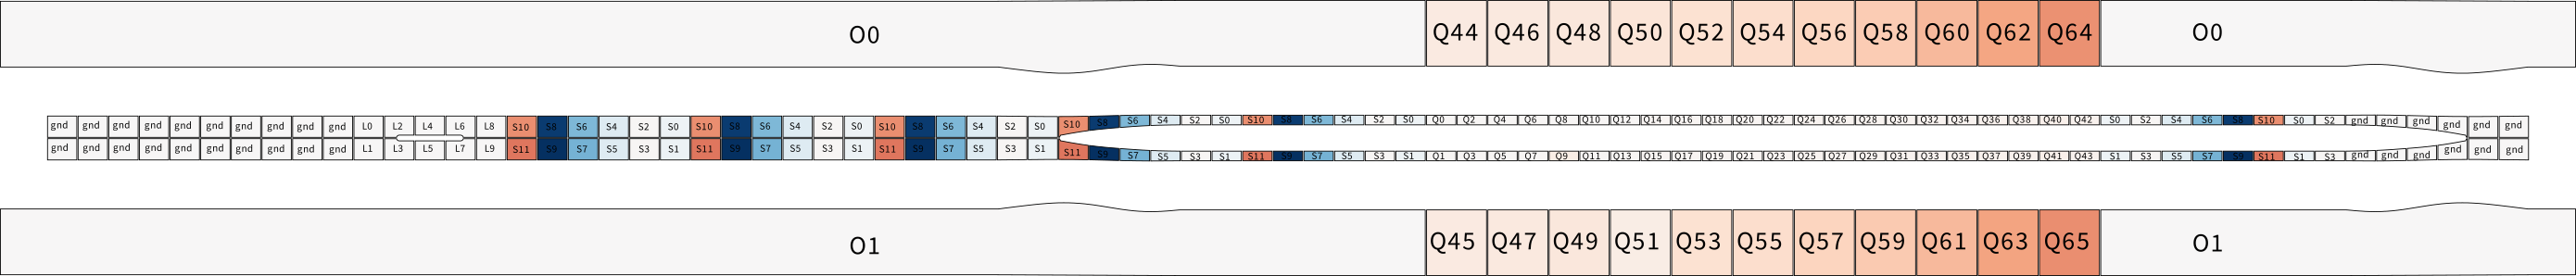 O0 Q44 Q46 Q48 Q50 Q52 Q54 Q56 Q58 Q60 Q62 Q64 O0
gnd gnd gnd gnd gnd gnd gnd gnd gnd gnd L0 L2 L4 L6 L8 S10 S8 S6 S4 S2 S0 S10 S8 S6 S4 S2 S0 S10 S8 S6 S4 S2 S0 S10 S8 S6 S4 S2 S0 S10 S8 S6 S4 S2 S0 Q0 Q2 Q4 Q6 Q8 Q10 Q12 Q14 Q16 Q18 Q20 Q22 Q24 Q26 Q28 Q30 Q32 Q34 Q36 Q38 Q40 Q42 S0 S2 S4 S6 S8 S10 S0 S2 gnd gnd gnd gnd gnd gnd
gnd gnd gnd gnd gnd gnd gnd gnd gnd gnd L1 L3 L5 L7 L9 S11 S9 S7 S5 S3 S1 S11 S9 S7 S5 S3 S1 S11 S9 S7 S5 S3 S1 S11 S9 S7 S5 S3 S1 S11 S9 S7 S5 S3 S1 Q1 Q3 Q5 Q7 Q9 Q11 Q13 Q15 Q17 Q19 Q21 Q23 Q25 Q27 Q29 Q31 Q33 Q35 Q37 Q39 Q41 Q43 S1 S3 S5 S7 S9 S11 S1 S3 gnd gnd gnd gnd gnd gnd
O1 Q45 Q47 Q49 Q51 Q53 Q55 Q57 Q59 Q61 Q63 Q65 O1